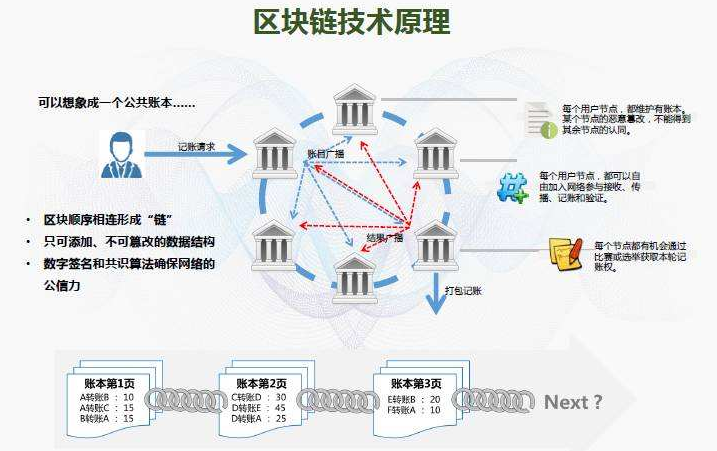 区块链技术原理
可以想象成一个公共账本……
记账请求
账目广播
结果广播
打包记账
每个用户节点，都维护有账本。
某个节点的恶意篡改，不能得到
其余节点的认同。
每个用户节点，都可以自
由加入网络参与接收、传
播、记账和验证。
每个节点都有机会通过
比赛或选举获取本轮记
账权。
• 区块顺序相连形成“链”
• 只可添加、不可篡改的数据结构
• 数字签名和共识算法确保网络的
公信力
账本第1页
A转账B ： 10
A转账C ： 15
B转账A ： 15
账本第2页
C转账D ： 30
D转账E ： 45
D转账A ： 25
账本第3页
E转账B ： 20
F转账A ： 10
Next？